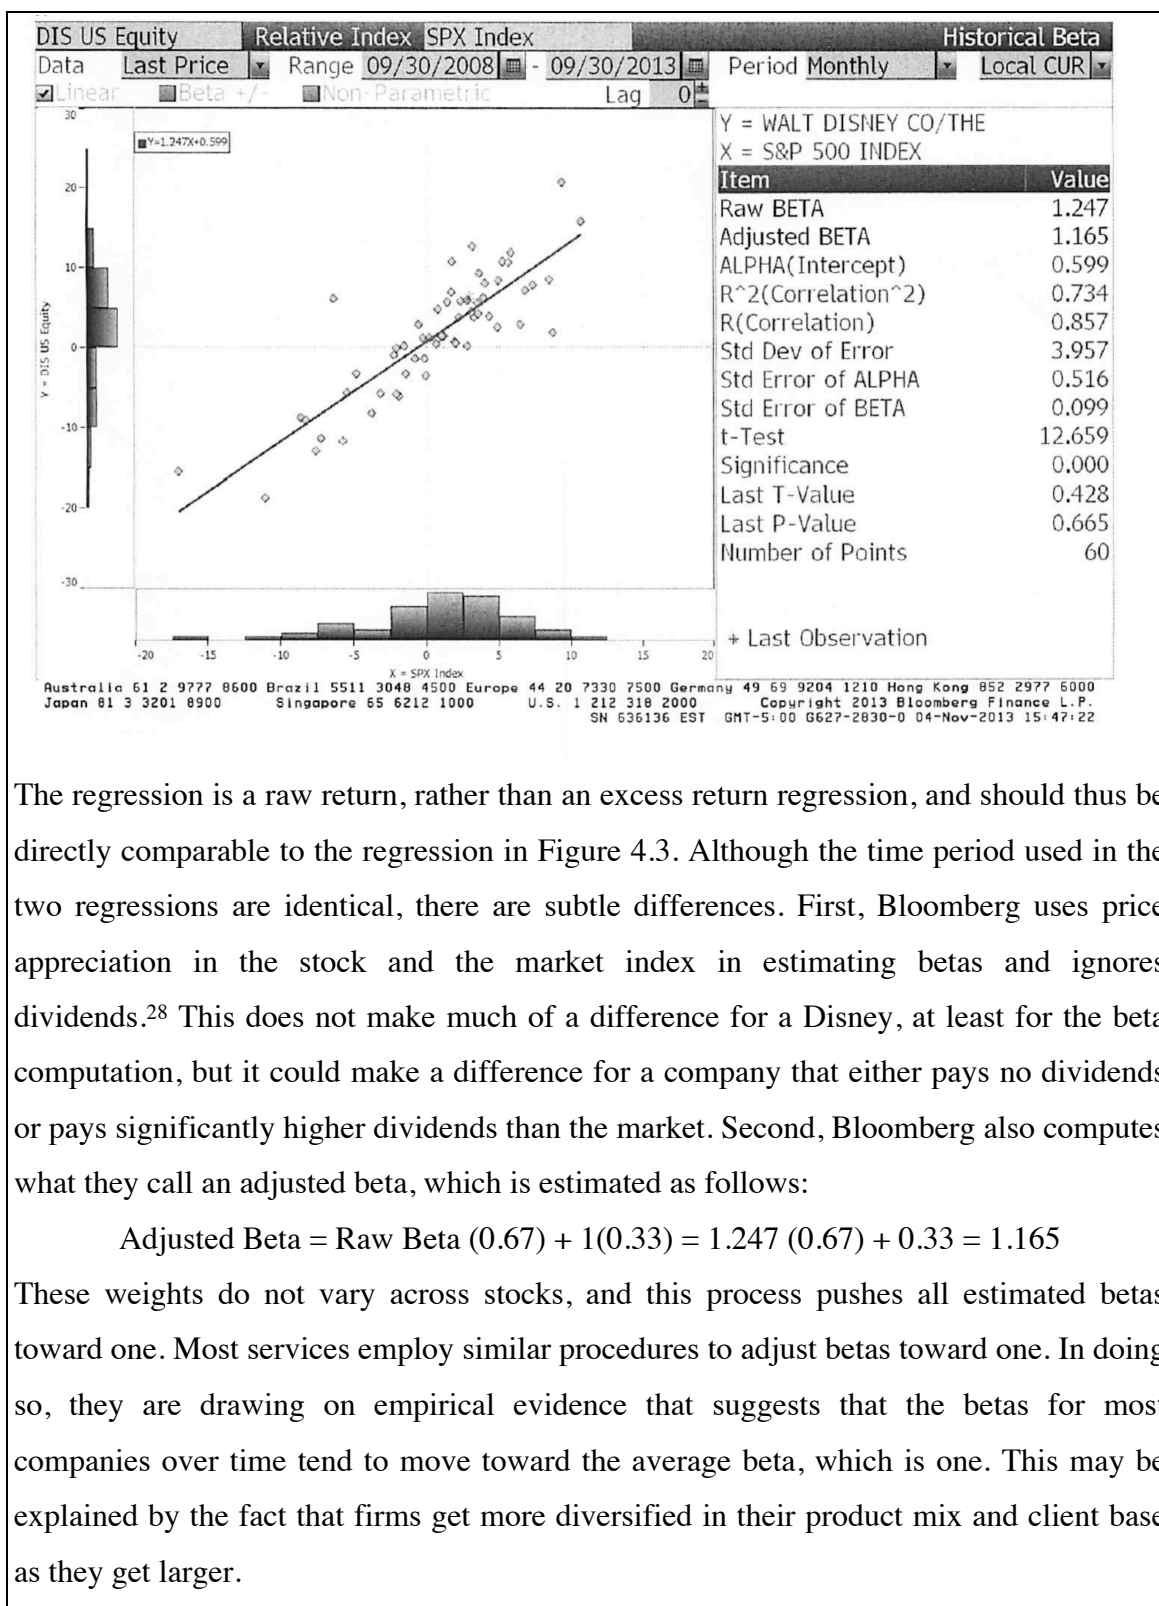 DIS US Equity Relative Index SPX Index Historical Beta
Data Last Price Range 09/30/2008 - 09/30/2013 Period Monthly Local CUR
Linear Beta +/- Non-Parametric Lag 0
Y = WALT DISNEY CO/THE
X = S&P 500 INDEX
Item Value
Raw BETA 1.247
Adjusted BETA 1.165
ALPHA(Intercept) 0.599
R^2(Correlation^2) 0.734
R(Correlation) 0.857
Std Dev of Error 3.957
Std Error of ALPHA 0.516
Std Error of BETA 0.099
t-Test 12.659
Significance 0.000
Last T-Value 0.428
Last P-Value 0.665
Number of Points 60
* Last Observation
Y=1.247X+0.599
30
20
10
0
-10
-20
-30
Y = DIS US Equity
-20 -15 -10 -5 0 5 10 15 20
X = SPX Index
Australia 61 2 9777 8600 Brazil 5511 3048 4500 Europe 44 20 7330 7500 Germany 49 69 9204 1210 Hong Kong 852 2977 6000
Japan 81 3 3201 8900 Singapore 65 6212 1000 U.S. 1 212 318 2000 Copyright 2013 Bloomberg Finance L.P.
SN 636136 EST GMT-5:00 G627-2830-0 04-Nov-2013 15:47:22
The regression is a raw return, rather than an excess return regression, and should thus be
directly comparable to the regression in Figure 4.3. Although the time period used in the
two regressions are identical, there are subtle differences. First, Bloomberg uses price
appreciation in the stock and the market index in estimating betas and ignores
dividends.28 This does not make much of a difference for a Disney, at least for the beta
computation, but it could make a difference for a company that either pays no dividends
or pays significantly higher dividends than the market. Second, Bloomberg also computes
what they call an adjusted beta, which is estimated as follows:
Adjusted Beta = Raw Beta (0.67) + 1(0.33) = 1.247 (0.67) + 0.33 = 1.165
These weights do not vary across stocks, and this process pushes all estimated betas
toward one. Most services employ similar procedures to adjust betas toward one. In doing
so, they are drawing on empirical evidence that suggests that the betas for most
companies over time tend to move toward the average beta, which is one. This may be
explained by the fact that firms get more diversified in their product mix and client base
as they get larger.